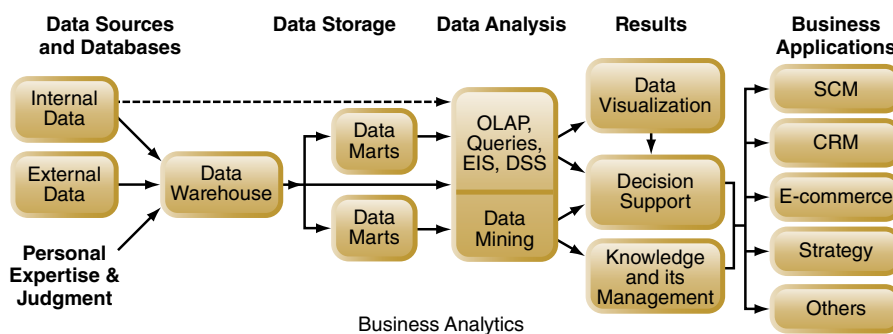 Data Sources
and Databases
Data Storage
Data Analysis
Results
Business
Applications
Internal
Data
External
Data
Personal
Expertise &
Judgment
Data
Warehouse
Data
Marts
Data
Marts
OLAP,
Queries,
EIS, DSS
Data
Mining
Data
Visualization
Decision
Support
Knowledge
and its
Management
SCM
CRM
E-commerce
Strategy
Others
Business Analytics